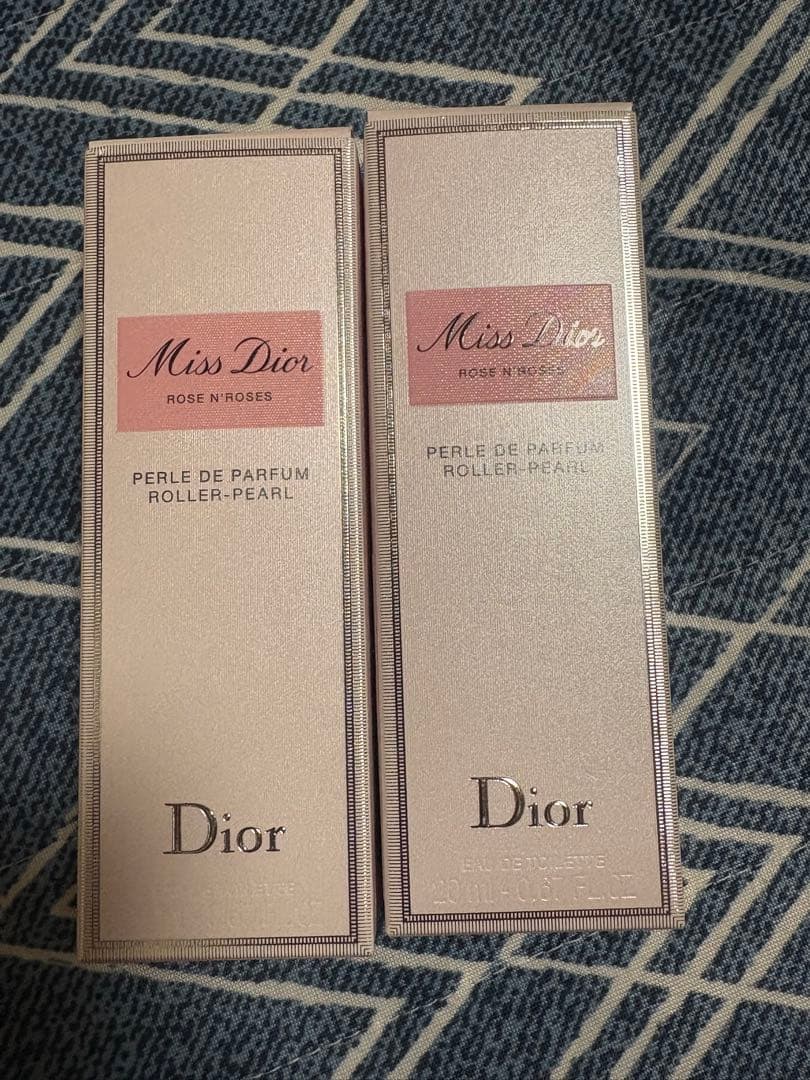 Miss Dior
ROSE N'ROSES
PERLE DE PARFUM
ROLLER-PEARL
Dior
Miss Dior
ROSE N'ROSES
PERLE DE PARFUM
ROLLER-PEARL
Dior
EAU DE TOILETTE
20 ml - 0.67 FL.OZ